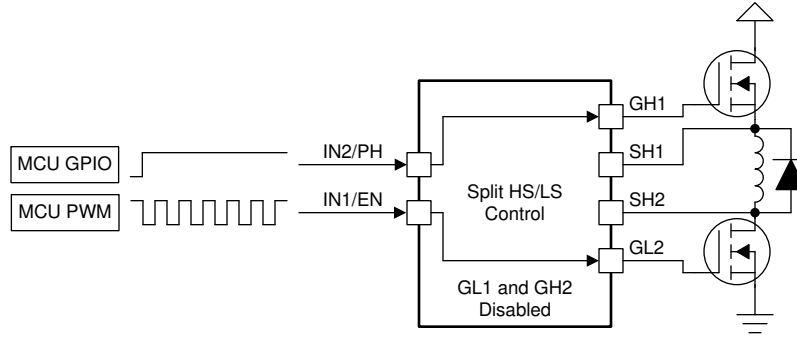 GH1
MCU GPIO
IN2/PH
SH1
MCU PWM
IN1/EN
Split HS/LS
Control
SH2
GL2
GL1 and GH2
Disabled